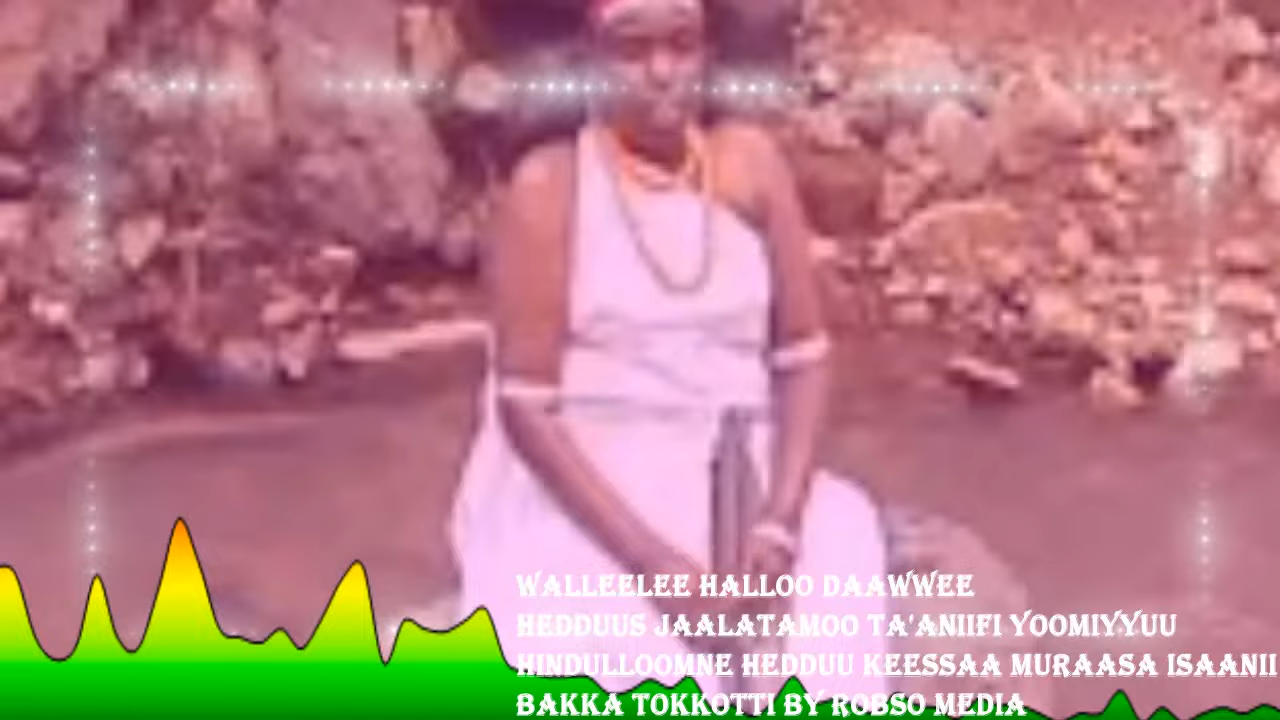 WALLEELEE HALLOO DAAWWEE
HEDDUUS JAALATAMOO TA'ANIIFI YOOMIYYUU
HINDULLOOMNE HEDDUU KEESSAA MURAASA ISAANII
BAKKA TOKKOTTI BY ROBSO MEDIA